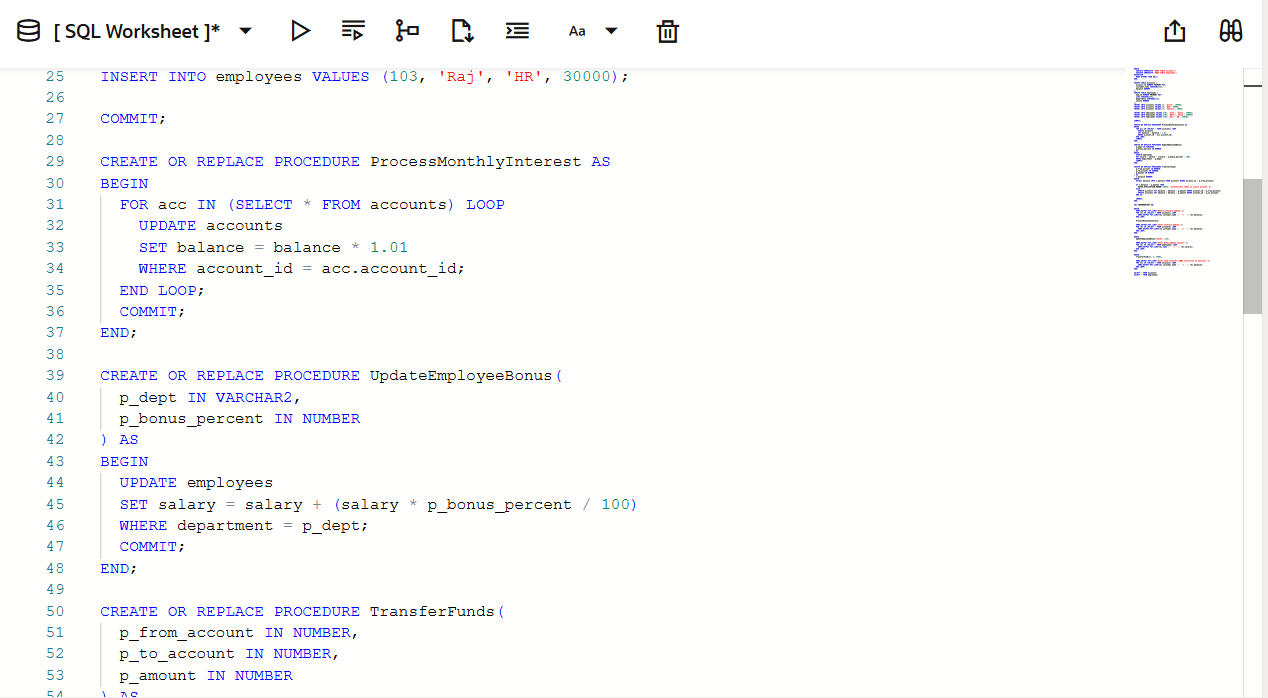 [ SQL Worksheet ]*
Aa
25 INSERT INTO employees VALUES (103, 'Raj', 'HR', 30000);
26
27 COMMIT;
28
29 CREATE OR REPLACE PROCEDURE ProcessMonthlyInterest AS
30 BEGIN
31   FOR acc IN (SELECT * FROM accounts) LOOP
32     UPDATE accounts
33     SET balance = balance * 1.01
34     WHERE account_id = acc.account_id;
35   END LOOP;
36   COMMIT;
37 END;
38
39 CREATE OR REPLACE PROCEDURE UpdateEmployeeBonus(
40   p_dept IN VARCHAR2,
41   p_bonus_percent IN NUMBER
42 ) AS
43 BEGIN
44   UPDATE employees
45   SET salary = salary + (salary * p_bonus_percent / 100)
46   WHERE department = p_dept;
47   COMMIT;
48 END;
49
50 CREATE OR REPLACE PROCEDURE TransferFunds(
51   p_from_account IN NUMBER,
52   p_to_account IN NUMBER,
53   p_amount IN NUMBER
54 ) AS